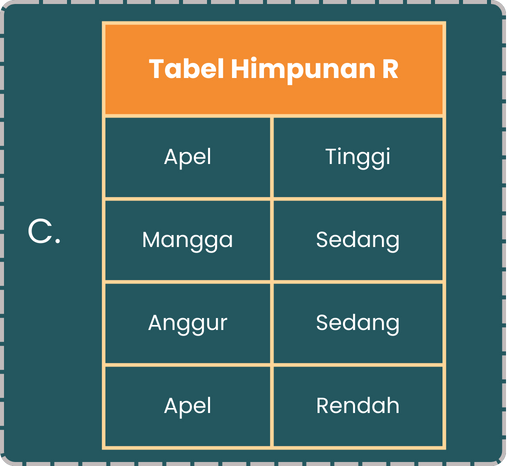 Tabel Himpunan R
C.
Apel Tinggi
Mangga Sedang
Anggur Sedang
Apel Rendah